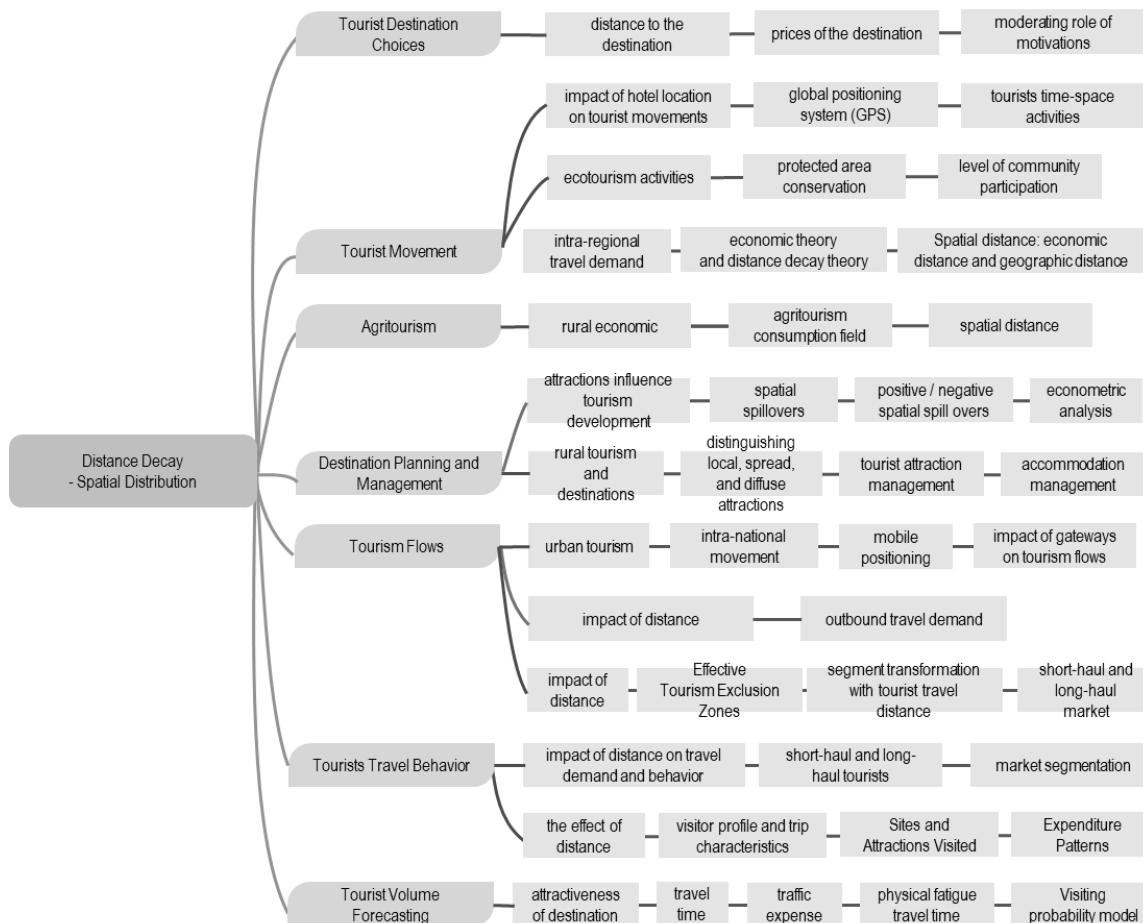 Tourist Destination
Choices
distance to the
destination
prices of the destination
moderating role of
motivations
impact of hotel location
on tourist movements
global positioning
system (GPS)
tourists time-space
activities
ecotourism activities
protected area
conservation
level of community
participation
Tourist Movement
intra-regional
travel demand
economic theory
and distance decay theory
Spatial distance: economic
distance and geographic distance
Agritourism
rural economic
agritourism
consumption field
spatial distance
attractions influence
tourism
development
spatial
spillovers
positive / negative
spatial spill overs
econometric
analysis
Distance Decay
- Spatial Distribution
Destination Planning and
Management
rural tourism
and
destinations
distinguishing
local, spread,
and diffuse
attractions
tourist attraction
management
accommodation
management
Tourism Flows
urban tourism
intra-national
movement
mobile
positioning
impact of gateways
on tourism flows
impact of distance
outbound travel demand
impact of
distance
Effective
Tourism Exclusion
Zones
segment transformation
with tourist travel
distance
short-haul and
long-haul
market
Tourists Travel Behavior
impact of distance on travel
demand and behavior
short-haul and long-
haul tourists
market segmentation
the effect of
distance
visitor profile and trip
characteristics
Sites and
Attractions Visited
Expenditure
Patterns
Tourist Volume
Forecasting
attractiveness
of destination
travel
time
traffic
expense
physical fatigue
travel time
Visiting
probability model